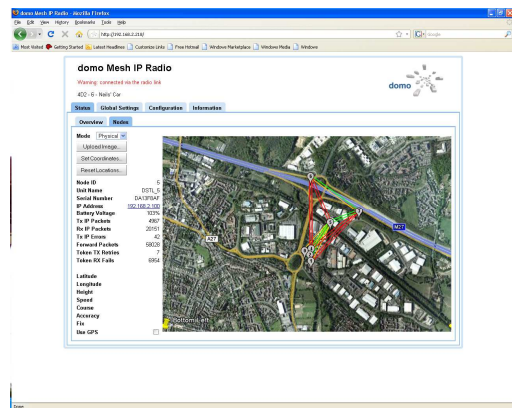 domo Mesh IP Radio - Mozilla Firefox
File Edit View History Bookmarks Tools Help
http://192.168.2.218/
Google
Most Visited Getting Started Latest Headlines Customize Links Free Hotmail Windows Marketplace Windows Media Windows
domo Mesh IP Radio
Warning: connected via the radio link
domo
4D2 - 6 - Neils' Car
Status Global Settings Configuration Information
Overview Nodes
Mode Physical
Upload Image...
Set Coordinates...
Reset Locations...
Node ID 5
Unit Name DSTL_5
Serial Number DA13FBAF
IP Address 192.168.2.100
Battery Voltage 103%
Tx IP Packets 4967
Rx IP Packets 20151
Tx IP Errors 42
Forward Packets 58028
Token TX Retries 7
Token RX Fails 6954
Latitude
Longitude
Height
Speed
Course
Accuracy
Fix
Use GPS
A27
M27
Bottom Left
Done